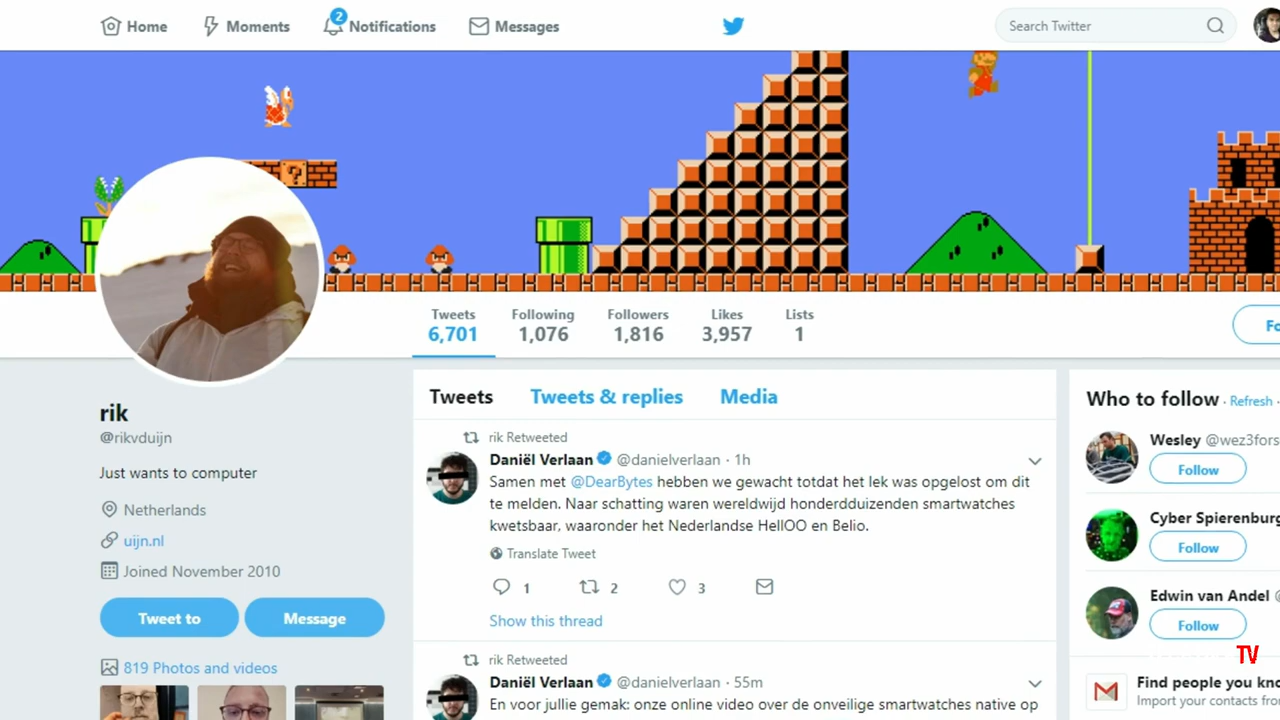 Home
Moments
2
Notifications
Messages
Search Twitter
?
Tweets
6,701
Following
1,076
Followers
1,816
Likes
3,957
Lists
1
Fo
rik
@rikvduijn
Just wants to computer
Netherlands
uijn.nl
Joined November 2010
Tweet to
Message
819 Photos and videos
Tweets
Tweets & replies
Media
rik Retweeted
Daniël Verlaan @danielverlaan · 1h
Samen met @DearBytes hebben we gewacht totdat het lek was opgelost om dit
te melden. Naar schatting waren wereldwijd honderdduizenden smartwatches
kwetsbaar, waaronder het Nederlandse HellOO en Belio.
Translate Tweet
1
2
3
Show this thread
rik Retweeted
Daniël Verlaan @danielverlaan · 55m
En voor jullie gemak: onze online video over de onveilige smartwatches native op
Who to follow · Refresh ·
Wesley @wez3fors
Follow
Cyber Spierenburg
Follow
Edwin van Andel @
Follow
TV
Find people you kno
Import your contacts fro